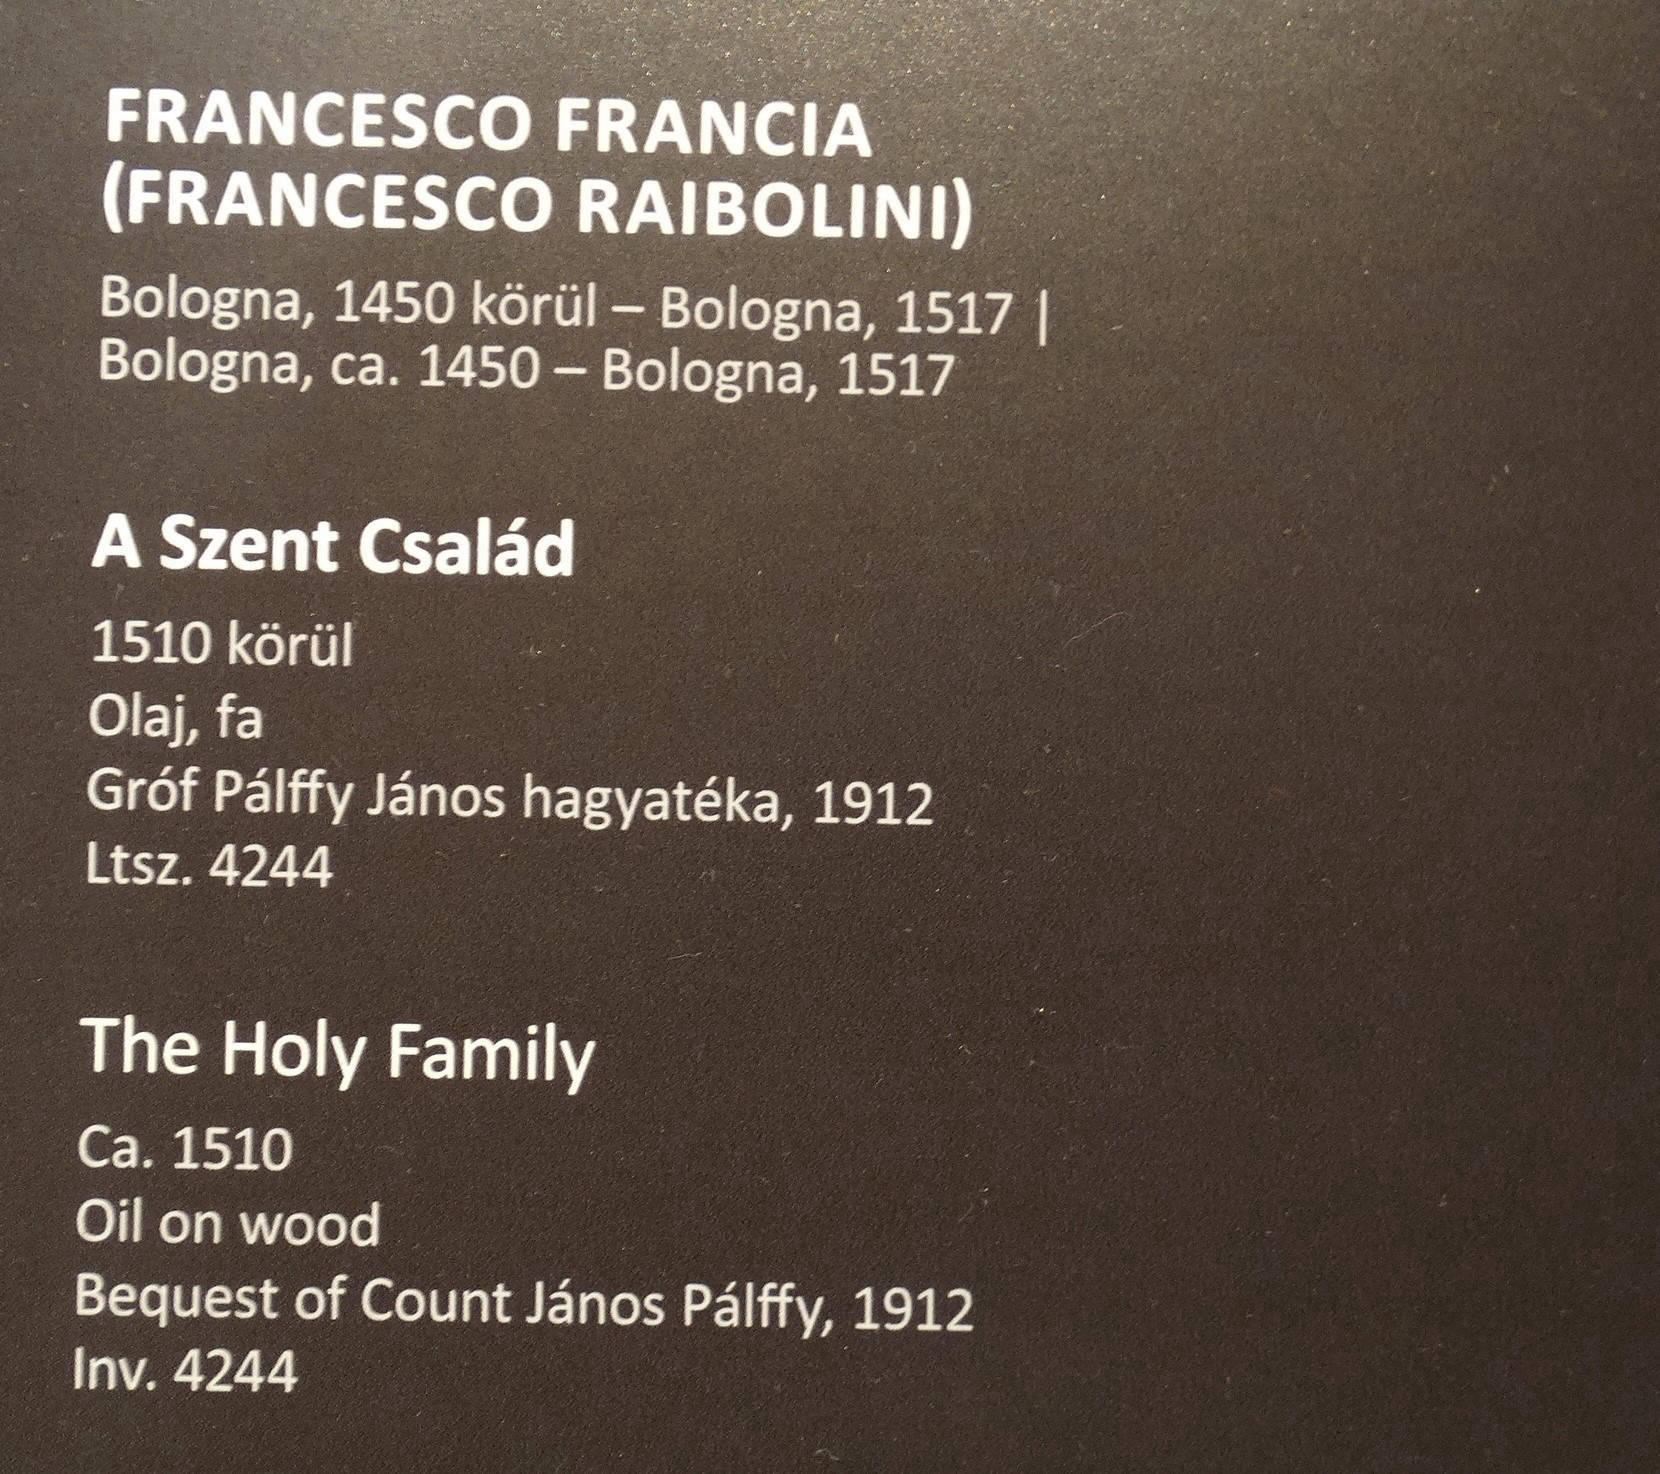 FRANCESCO FRANCIA
(FRANCESCO RAIBOLINI)
Bologna, 1450 körül – Bologna, 1517 |
Bologna, ca. 1450 – Bologna, 1517
A Szent Család
1510 körül
Olaj, fa
Gróf Pálffy János hagyatéka, 1912
Ltsz. 4244
The Holy Family
Ca. 1510
Oil on wood
Bequest of Count János Pálffy, 1912
Inv. 4244